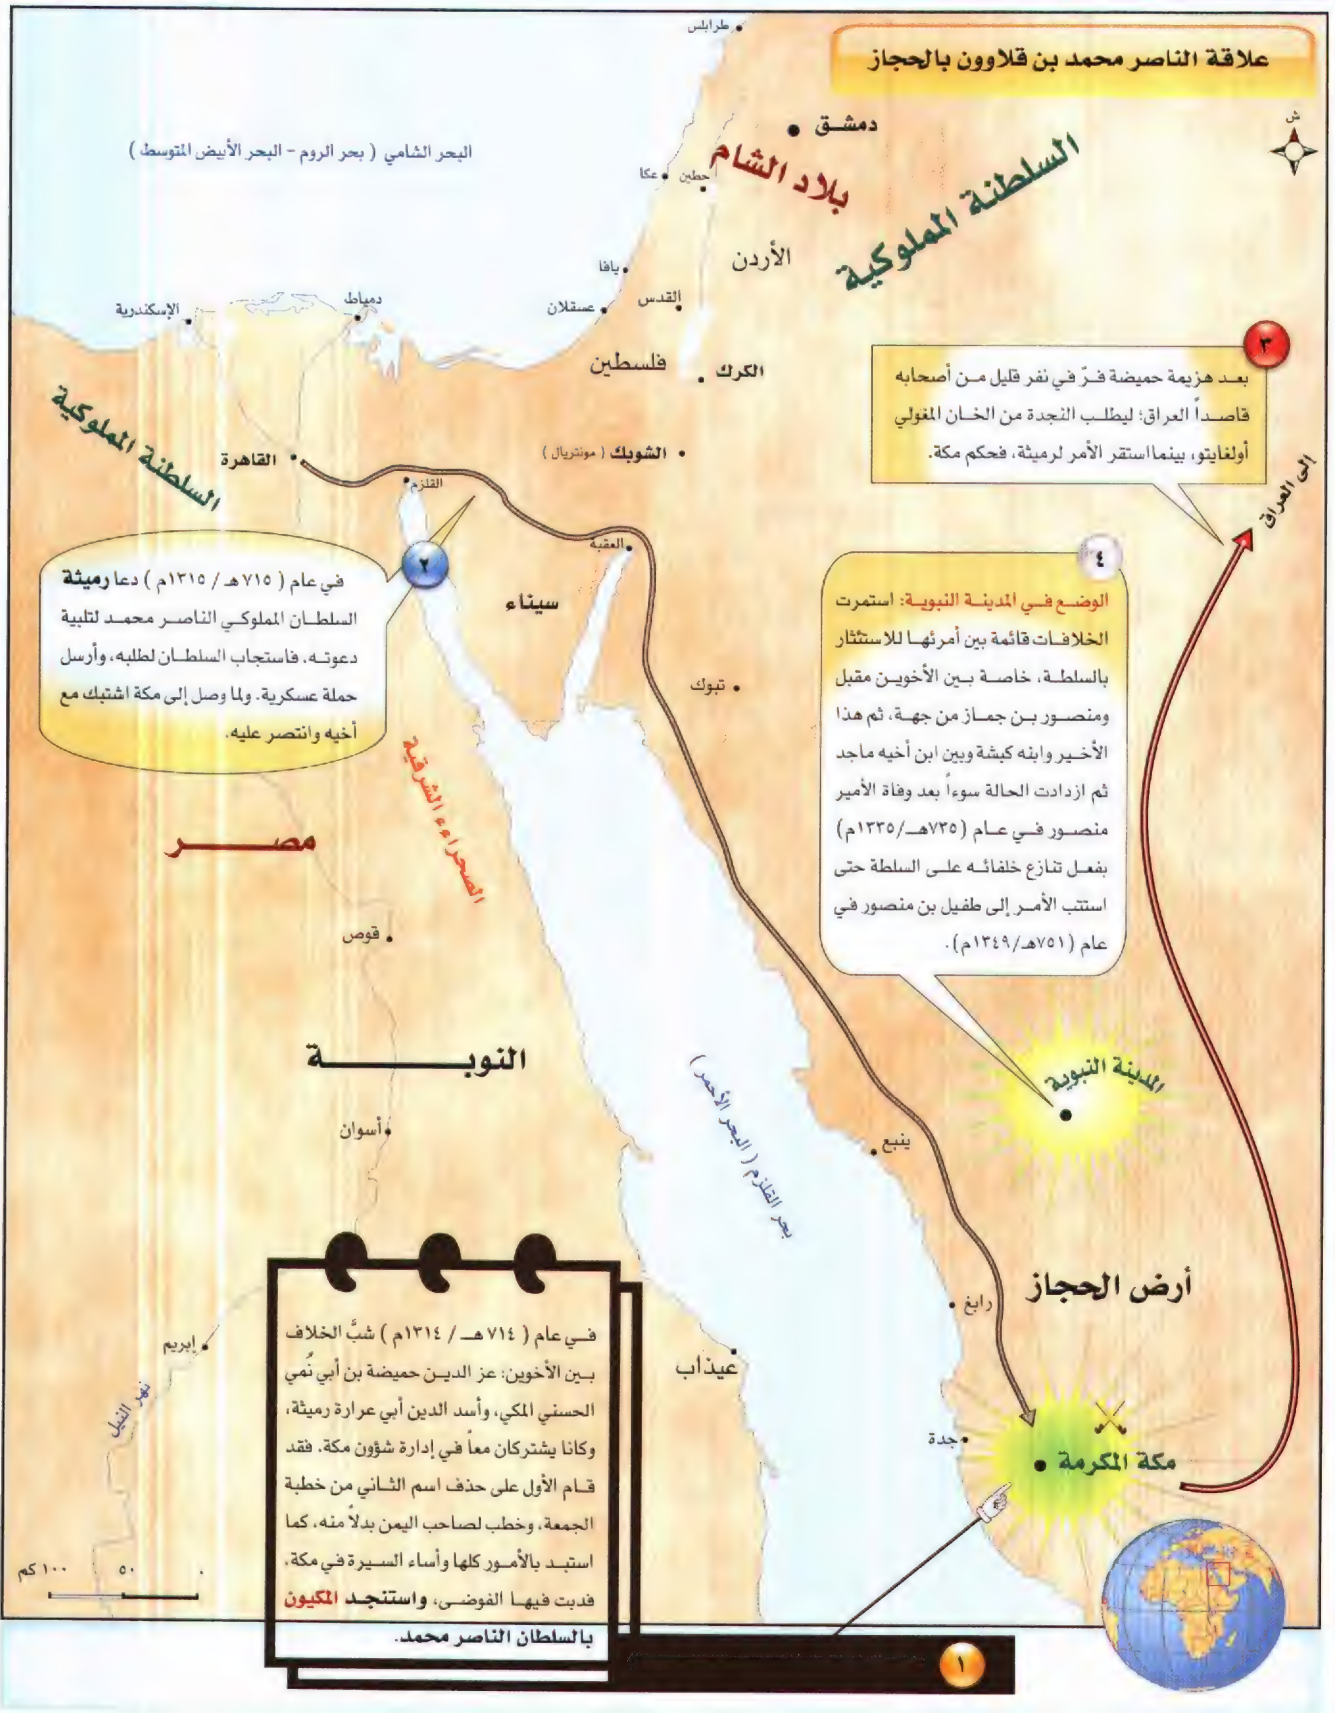 علاقة الناصر محمد بن قلاوون بالحجاز
ش
طرابلس
دمشق
بلاد الشام
السلطنة المملوكية
البحر الشامي ( بحر الروم - البحر الأبيض المتوسط )
عكا
حطين
الأردن
يافا
القدس
عسقلان
دمياط
الإسكندرية
فلسطين
الكرك
السلطنة المملوكية
القاهرة
الشوبك ( مونتريال )
القلزم
العقبة
سيناء
تبوك
٣
بعد هزيمة حميضة فرّ في نفر قليل من أصحابه
قاصداً العراق؛ ليطلب النجدة من الخان المغولي
أولغايتو، بينما استقر الأمر لرميثة، فحكم مكة.
إلى العراق
٢
في عام ( ٧١٥هـ / ١٣١٥م ) دعا رميثة
السلطان المملوكي الناصر محمد لتلبية
دعوته، فاستجاب السلطان لطلبه، وأرسل
حملة عسكرية. ولما وصل إلى مكة اشتبك مع
أخيه وانتصر عليه.
٤
الوضع في المدينة النبوية: استمرت
الخلافات قائمة بين أمرئها للاستئثار
بالسلطة، خاصة بين الأخوين مقبل
ومنصور بن جماز من جهة، ثم هذا
الأخير وابنه كبشة وبين ابن أخيه ماجد
ثم ازدادت الحالة سوءاً بعد وفاة الأمير
منصور في عام (٧٣٥هـ/١٣٣٥م)
بفعل تنازع خلفائه على السلطة حتى
استتب الأمر إلى طفيل بن منصور في
عام (٧٥١هـ/١٣٤٩م).
الصحراء الشرقية
مصر
قوص
النوبة
أسوان
بحر القلزم ( البحر الأحمر )
المدينة النبوية
ينبع
أرض الحجاز
رابغ
إبريم
نهر النيل
عيذاب
جدة
مكة المكرمة
في عام ( ٧١٤هـ / ١٣١٤م ) شبَّ الخلاف
بين الأخوين: عز الدين حميضة بن أبي نُمي
الحسني المكي، وأسد الدين أبي عرارة رميثة،
وكانا يشتركان معاً في إدارة شؤون مكة. فقد
قام الأول على حذف اسم الثاني من خطبة
الجمعة، وخطب لصاحب اليمن بدلاً منه، كما
استبد بالأمور كلها وأساء السيرة في مكة.
فدبت فيها الفوضى، واستنجد المكيون
بالسلطان الناصر محمد.
١
٠ ٥٠ ١٠٠ كم